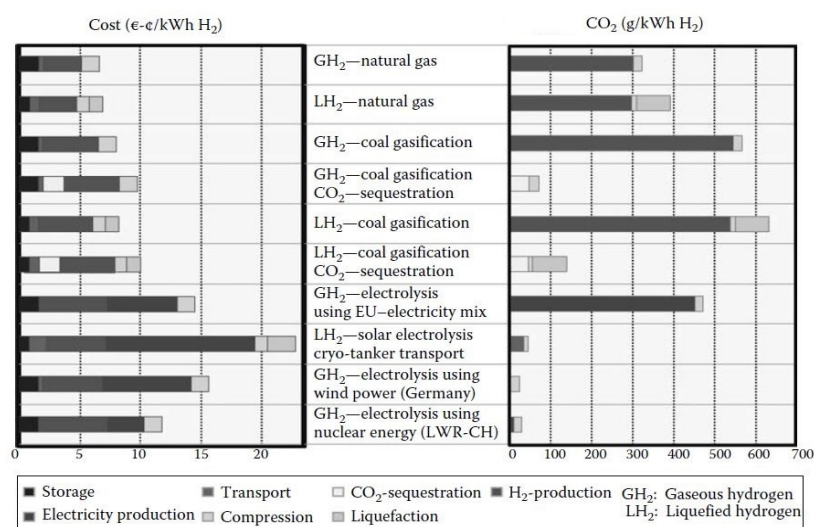 Cost (€-¢/kWh H₂)
CO₂ (g/kWh H₂)
GH₂—natural gas
LH₂—natural gas
GH₂—coal gasification
GH₂—coal gasification
CO₂—sequestration
LH₂—coal gasification
LH₂—coal gasification
CO₂—sequestration
GH₂—electrolysis
using EU–electricity mix
LH₂—solar electrolysis
cryo-tanker transport
GH₂—electrolysis using
wind power (Germany)
GH₂—electrolysis using
nuclear energy (LWR-CH)
0 5 10 15 20
0 100 200 300 400 500 600 700
Storage Transport CO₂-sequestration H₂-production GH₂: Gaseous hydrogen
Electricity production Compression Liquefaction LH₂: Liquefied hydrogen